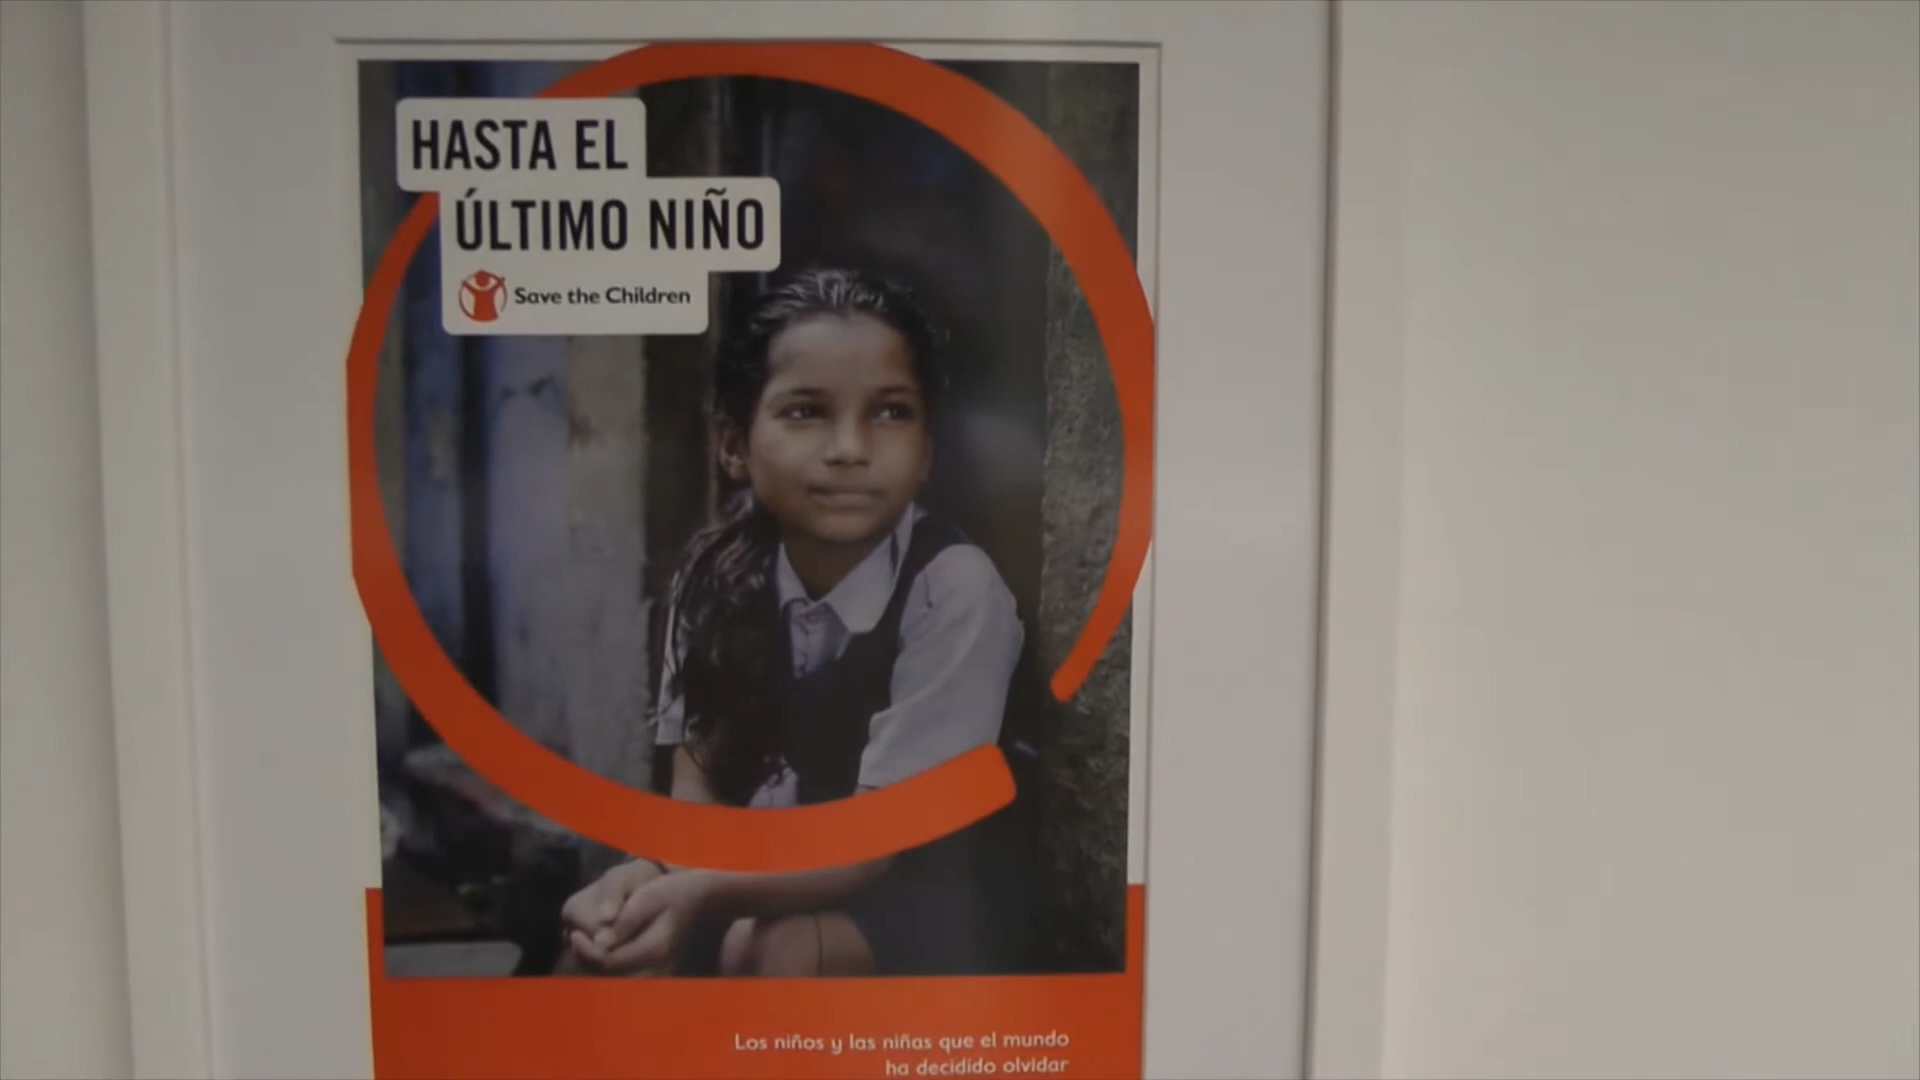 HASTA EL
ÚLTIMO NIÑO
Save the Children
Los niños y las niñas que el mundo
ha decidido olvidar